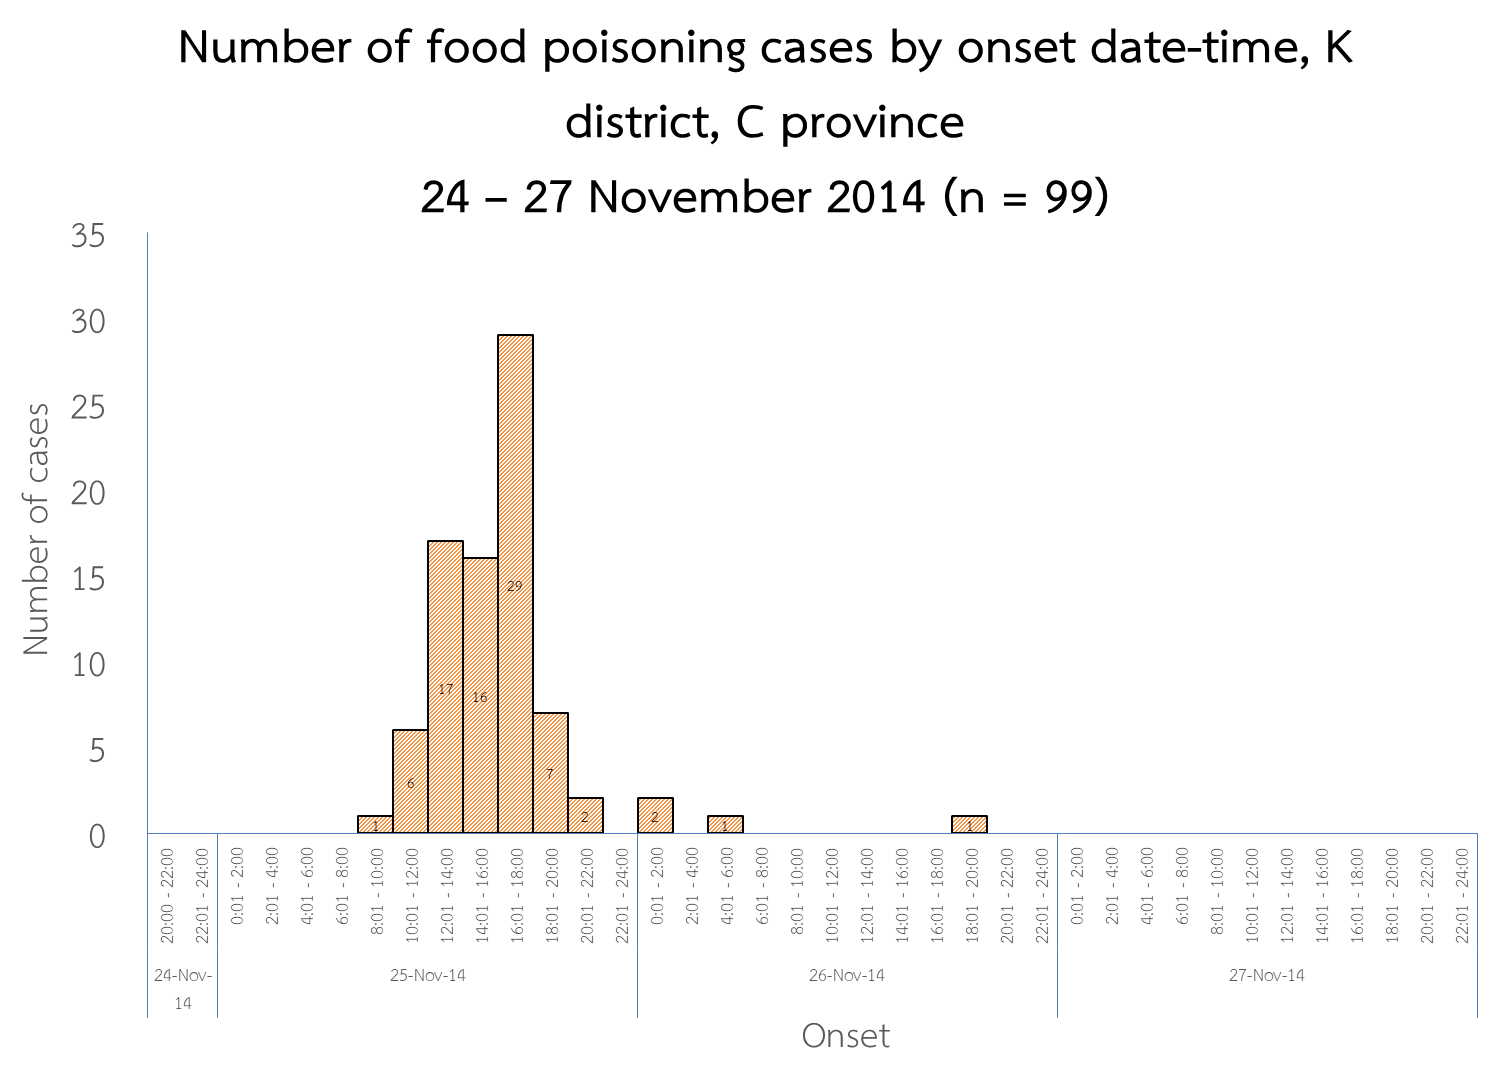 Number of food poisoning cases by onset date-time, K
district, C province
24 – 27 November 2014 (n = 99)
35
30
25
20
15
10
5
0
Number of cases
1
6
17
16
29
7
2
2
1
1
20:00 - 22:00
22:01 - 24:00
0:01 - 2:00
2:01 - 4:00
4:01 - 6:00
6:01 - 8:00
8:01 - 10:00
10:01 - 12:00
12:01 - 14:00
14:01 - 16:00
16:01 - 18:00
18:01 - 20:00
20:01 - 22:00
22:01 - 24:00
0:01 - 2:00
2:01 - 4:00
4:01 - 6:00
6:01 - 8:00
8:01 - 10:00
10:01 - 12:00
12:01 - 14:00
14:01 - 16:00
16:01 - 18:00
18:01 - 20:00
20:01 - 22:00
22:01 - 24:00
0:01 - 2:00
2:01 - 4:00
4:01 - 6:00
6:01 - 8:00
8:01 - 10:00
10:01 - 12:00
12:01 - 14:00
14:01 - 16:00
16:01 - 18:00
18:01 - 20:00
20:01 - 22:00
22:01 - 24:00
24-Nov-
14
25-Nov-14
26-Nov-14
27-Nov-14
Onset